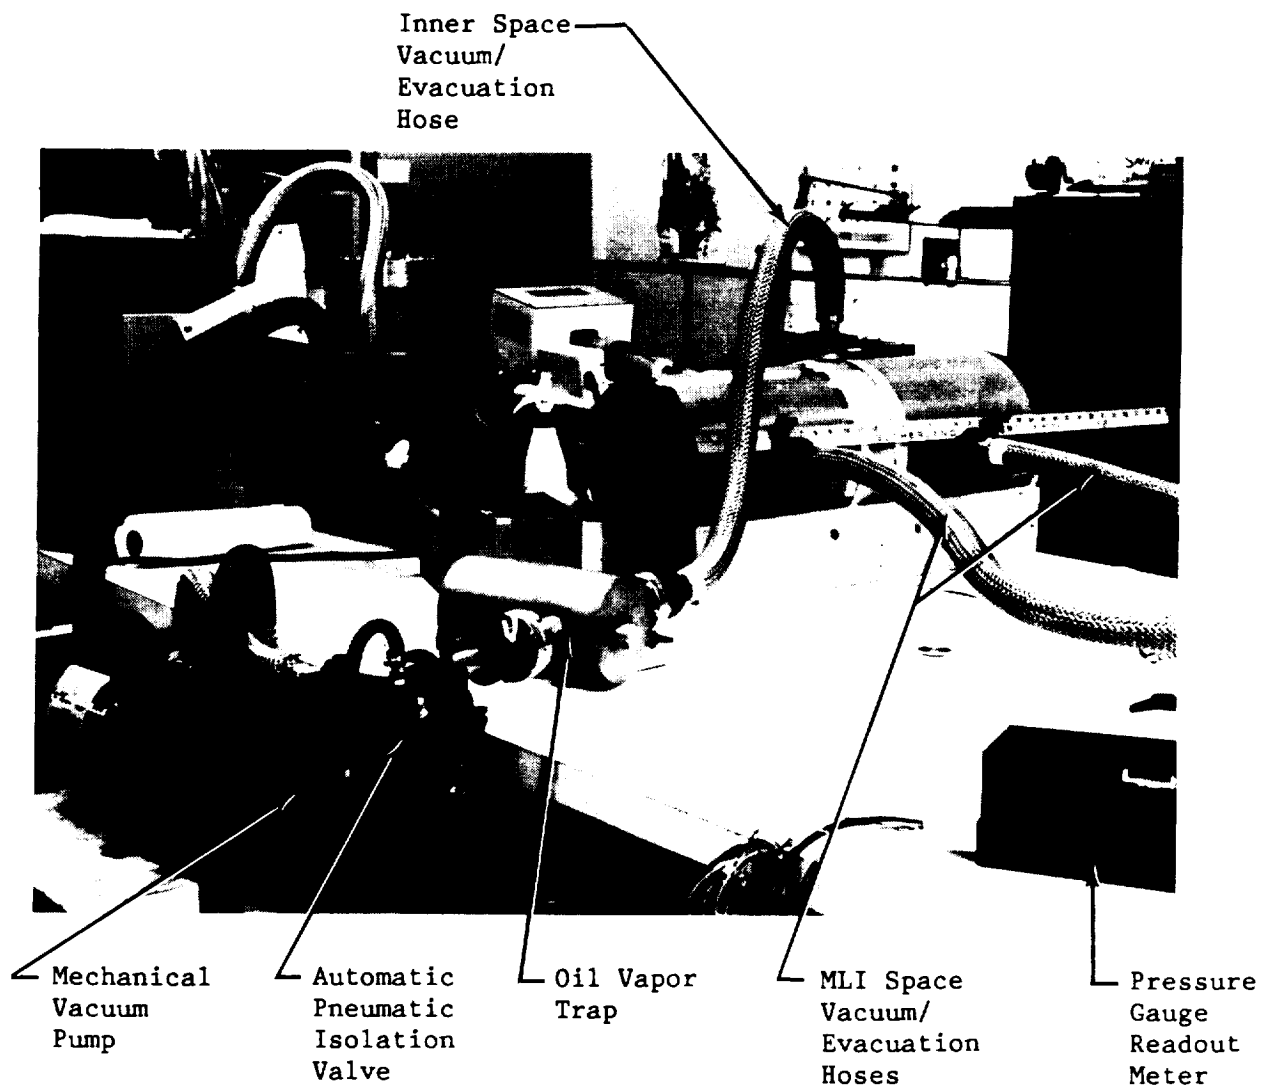 Inner Space
Vacuum/
Evacuation
Hose
Mechanical
Vacuum
Pump
Automatic
Pneumatic
Isolation
Valve
Oil Vapor
Trap
MLI Space
Vacuum/
Evacuation
Hoses
Pressure
Gauge
Readout
Meter